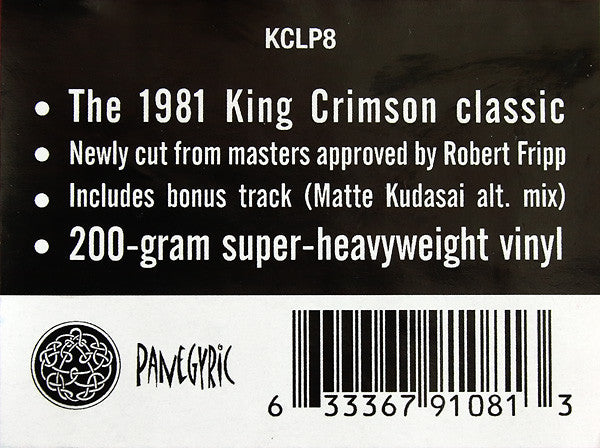 KCLP8
• The 1981 King Crimson classic
• Newly cut from masters approved by Robert Fripp
• Includes bonus track (Matte Kudasai alt. mix)
• 200-gram super-heavyweight vinyl
PANEGYRIC
6 33367 91081 3